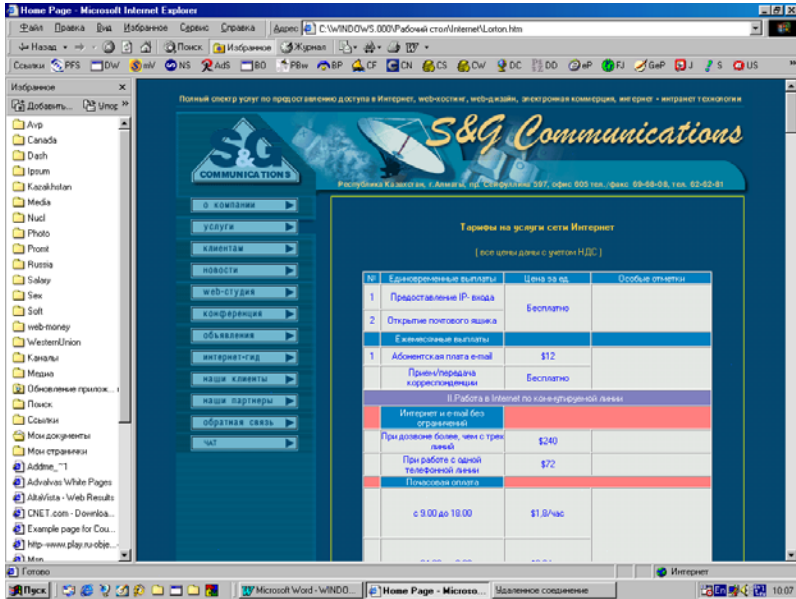 Home Page - Microsoft Internet Explorer
Файл Правка Вид Избранное Сервис Справка Адрес C:\WINDOWS.000\Рабочий стол\Internet\Lorton.htm
Назад Поиск Избранное Журнал
Ссылки PFS DW mV NS AdS BO PBw BP CF CN CS CW DC DD eP FJ GeP IJ S US
Избранное
Добавить... Упор
Avp
Canada
Dash
Ipsum
Kazakhstan
Media
Nucl
Photo
Promt
Russia
Salary
Sex
Soft
web-money
WesternUnion
Каналы
Медиа
Обновление прилож...
Поиск
Ссылки
Мои документы
Мои странички
Addme_~1
Advalvas White Pages
AltaVista - Web Results
CNET.com - Downloa...
Example page for Cou...
http--www.play.ru-obje...
Msn
Полный спектр услуг по предоставлению доступа в Интернет, web-хостинг, web-дизайн, электронная коммерция, интернет - интранет технологии
S&G Communications
S&G
COMMUNICATIONS
Республика Казахстан, г.Алматы, пр. Сейфуллина 597, офис 605 тел./факс 69-68-08, тел. 62-62-81
о компании
услуги
клиентам
новости
web-студия
конференция
объявления
интернет-гид
наши клиенты
наши партнеры
обратная связь
ЧАТ
Тарифы на услуги сети Интернет
( все цены даны с учетом НДС )
№ Единовременные выплаты Цена за ед. Особые отметки
1 Предоставление IP- входа Бесплатно
2 Открытие почтового ящика
Ежемесячные выплаты
1 Абонентская плата e-mail $12
Прием/передача корреспонденции Бесплатно
II.Работа в Internet по коммутируемой линии
Интернет и e-mail без ограничений
При дозвоне более, чем с трех линий $240
При работе с одной телефонной линии $72
Почасовая оплата
с 9.00 до 18.00 $1,8/час
Готово Интернет
Пуск Microsoft Word - WINDO... Home Page - Microso... Удаленное соединение En 10:07